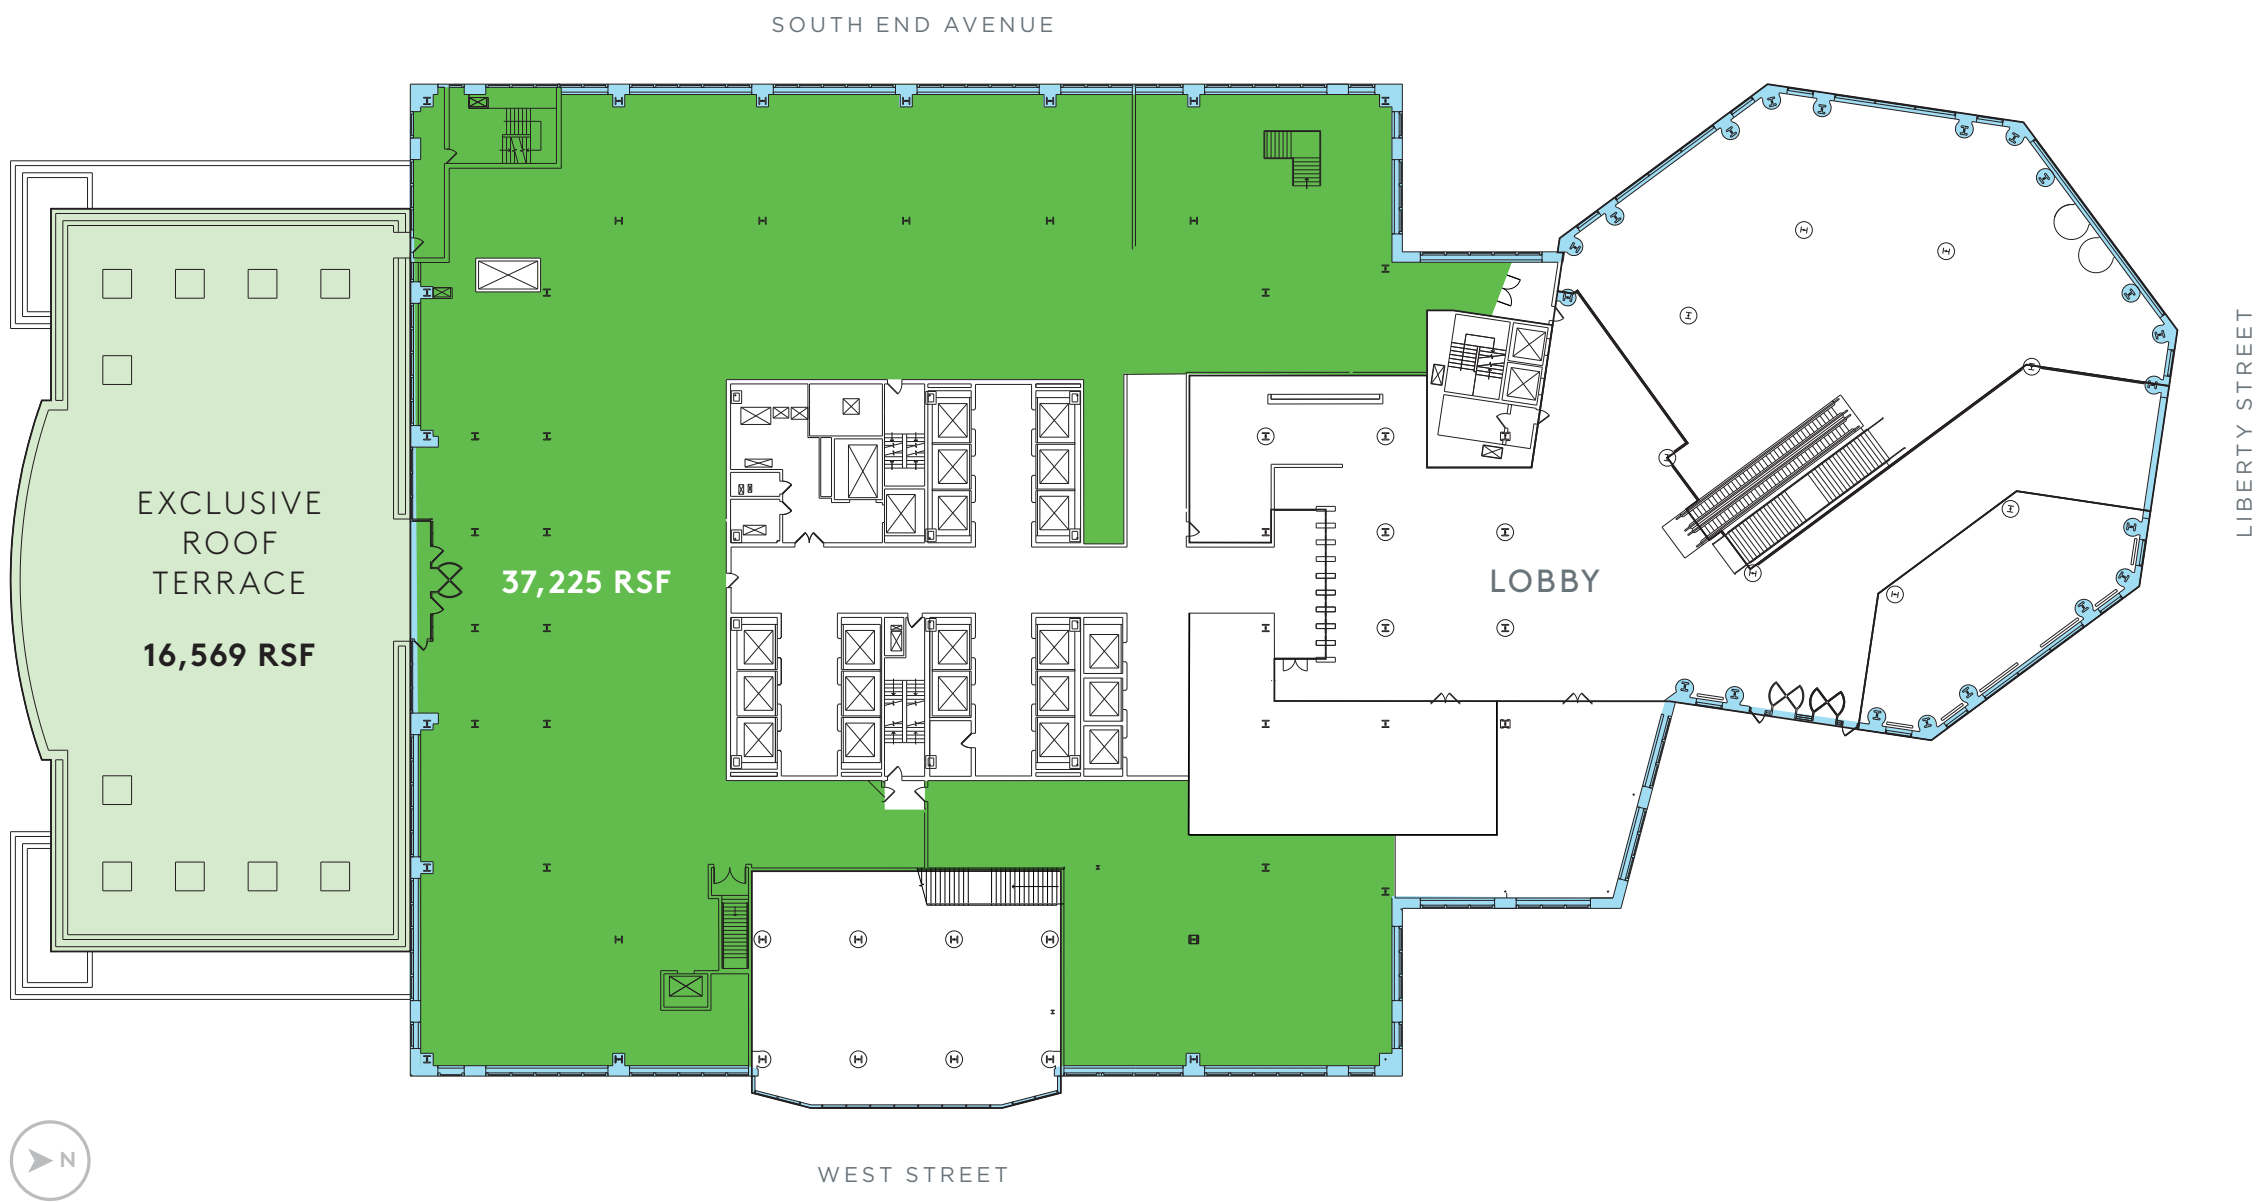 SOUTH END AVENUE
EXCLUSIVE
ROOF
TERRACE
16,569 RSF
37,225 RSF
LOBBY
LIBERTY STREET
WEST STREET
N